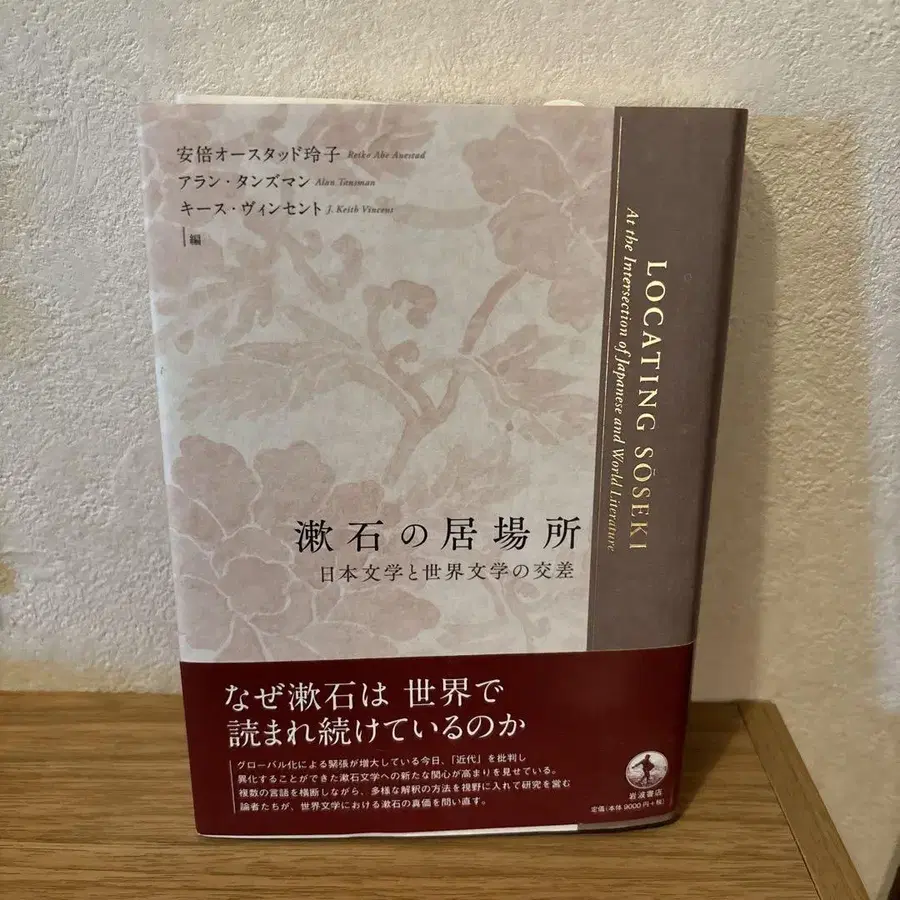 安倍オースタッド玲子 Reiko Abe Auestad
アラン・タンズマン Alan Tansman
キース・ヴィンセント J. Keith Vincent
編
LOCATING SŌSEKI
At the Intersection of Japanese and World Literature
漱石の居場所
日本文学と世界文学の交差
なぜ漱石は 世界で
読まれ続けているのか
グローバル化による緊張が増大している今日、「近代」を批判し
異化することができた漱石文学への新たな関心が高まりを見せている。
複数の言語を横断しながら、多様な解釈の方法を視野に入れて研究を営む
論者たちが、世界文学における漱石の真価を問い直す。
岩波書店
定価(本体 9000 円+税)